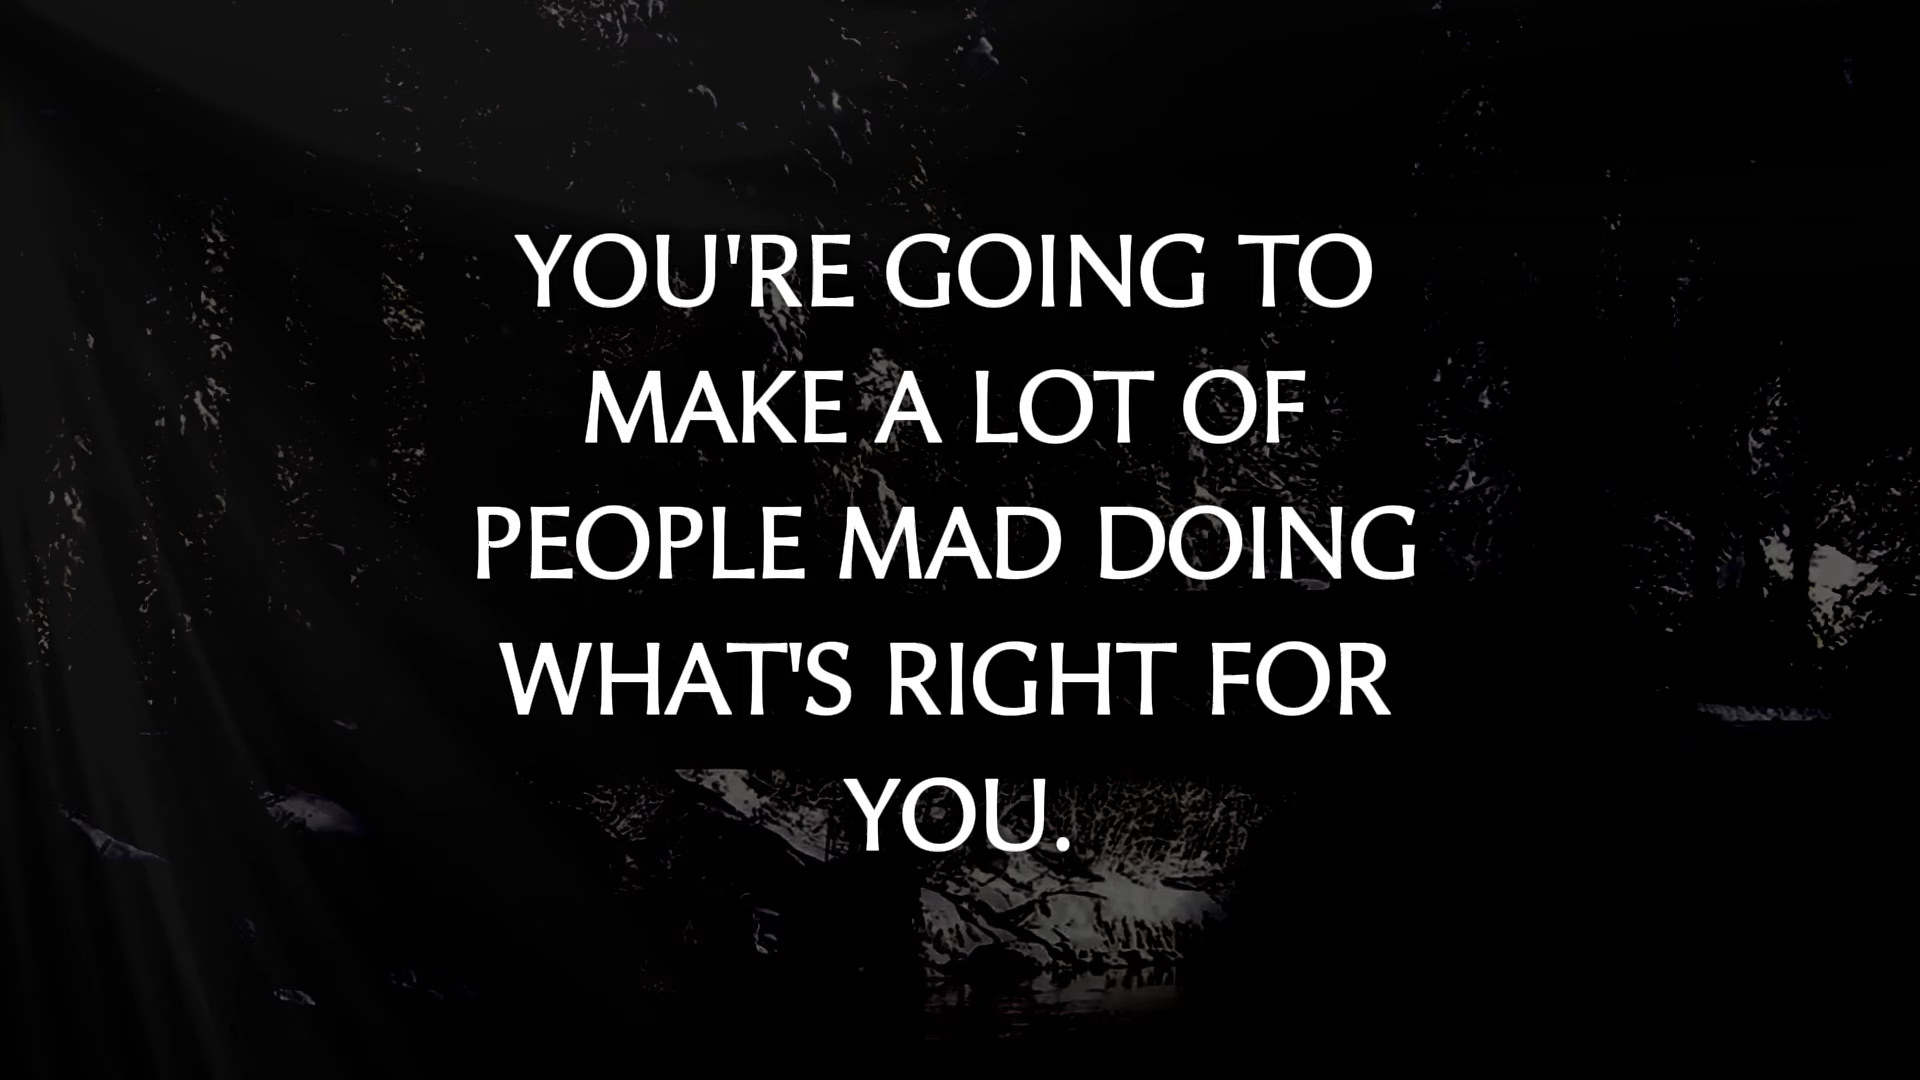 YOU'RE GOING TO
MAKE A LOT OF
PEOPLE MAD DOING
WHAT'S RIGHT FOR
YOU.